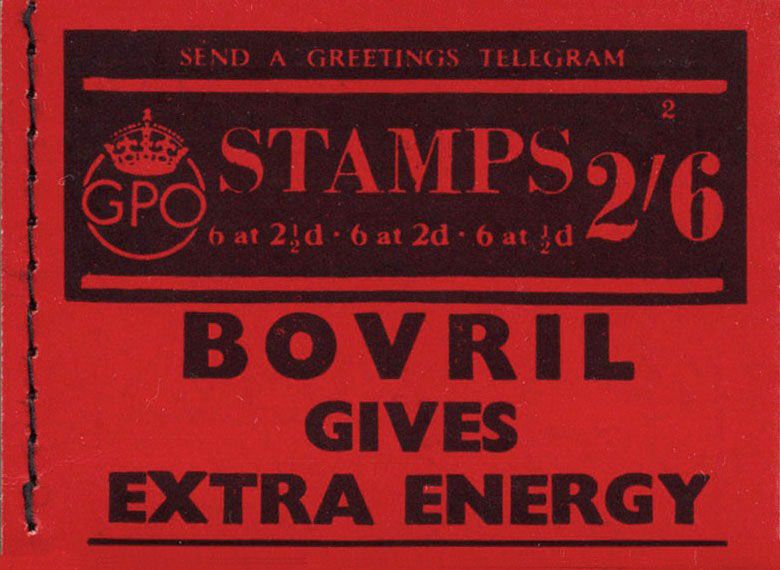 SEND A GREETINGS TELEGRAM
2
GPO
STAMPS 2/6
6 at 2½d · 6 at 2d · 6 at ½d
BOVRIL
GIVES
EXTRA ENERGY